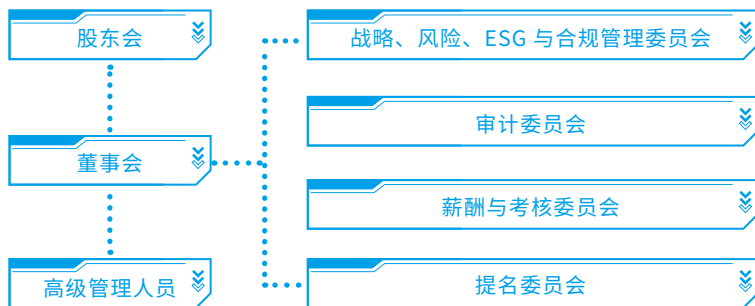 股东会
战略、风险、ESG 与合规管理委员会
审计委员会
董事会
薪酬与考核委员会
高级管理人员
提名委员会